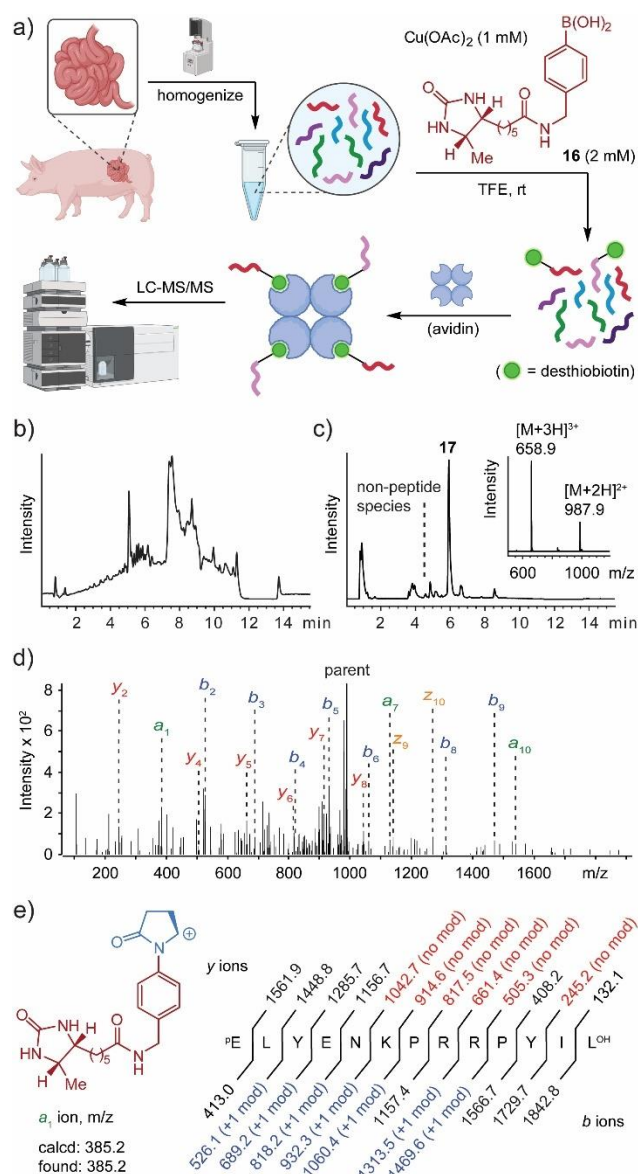 a)
homogenize
Cu(OAc)₂ (1 mM)
B(OH)₂
O
HN
NH
H
H
Me
5
O
N
H
16 (2 mM)
TFE, rt
LC-MS/MS
(avidin)
( = desthiobiotin)
b)
Intensity
0 2 4 6 8 10 12 14 min
c)
Intensity
non-peptide
species
17
[M+3H]³⁺
658.9
[M+2H]²⁺
987.9
600 1000 m/z
0 2 4 6 8 10 12 14 min
d)
Intensity x 10²
8
6
4
2
0
parent
y₂
a₁
b₂
y₄
b₃
y₅
b₄
y₆
y₇
b₅
b₆
y₈
a₇
z₉
z₁₀
b₈
b₉
a₁₀
200 400 600 800 1000 1200 1400 1600 m/z
e)
O
N
⊕
O
HN
NH
H
H
Me
5
O
N
H
a₁ ion, m/z
calcd: 385.2
found: 385.2
y ions
1561.9
1448.8
1285.7
1156.7
1042.7 (no mod)
914.6 (no mod)
817.5 (no mod)
661.4 (no mod)
505.3 (no mod)
408.2
245.2 (no mod)
132.1
ᵖE L Y E N K P R R P Y I Lᴼᴴ
413.0
526.1 (+1 mod)
689.2 (+1 mod)
818.2 (+1 mod)
932.3 (+1 mod)
1060.4 (+1 mod)
1157.4
1313.5 (+1 mod)
1469.6 (+1 mod)
1566.7
1729.7
1842.8
b ions